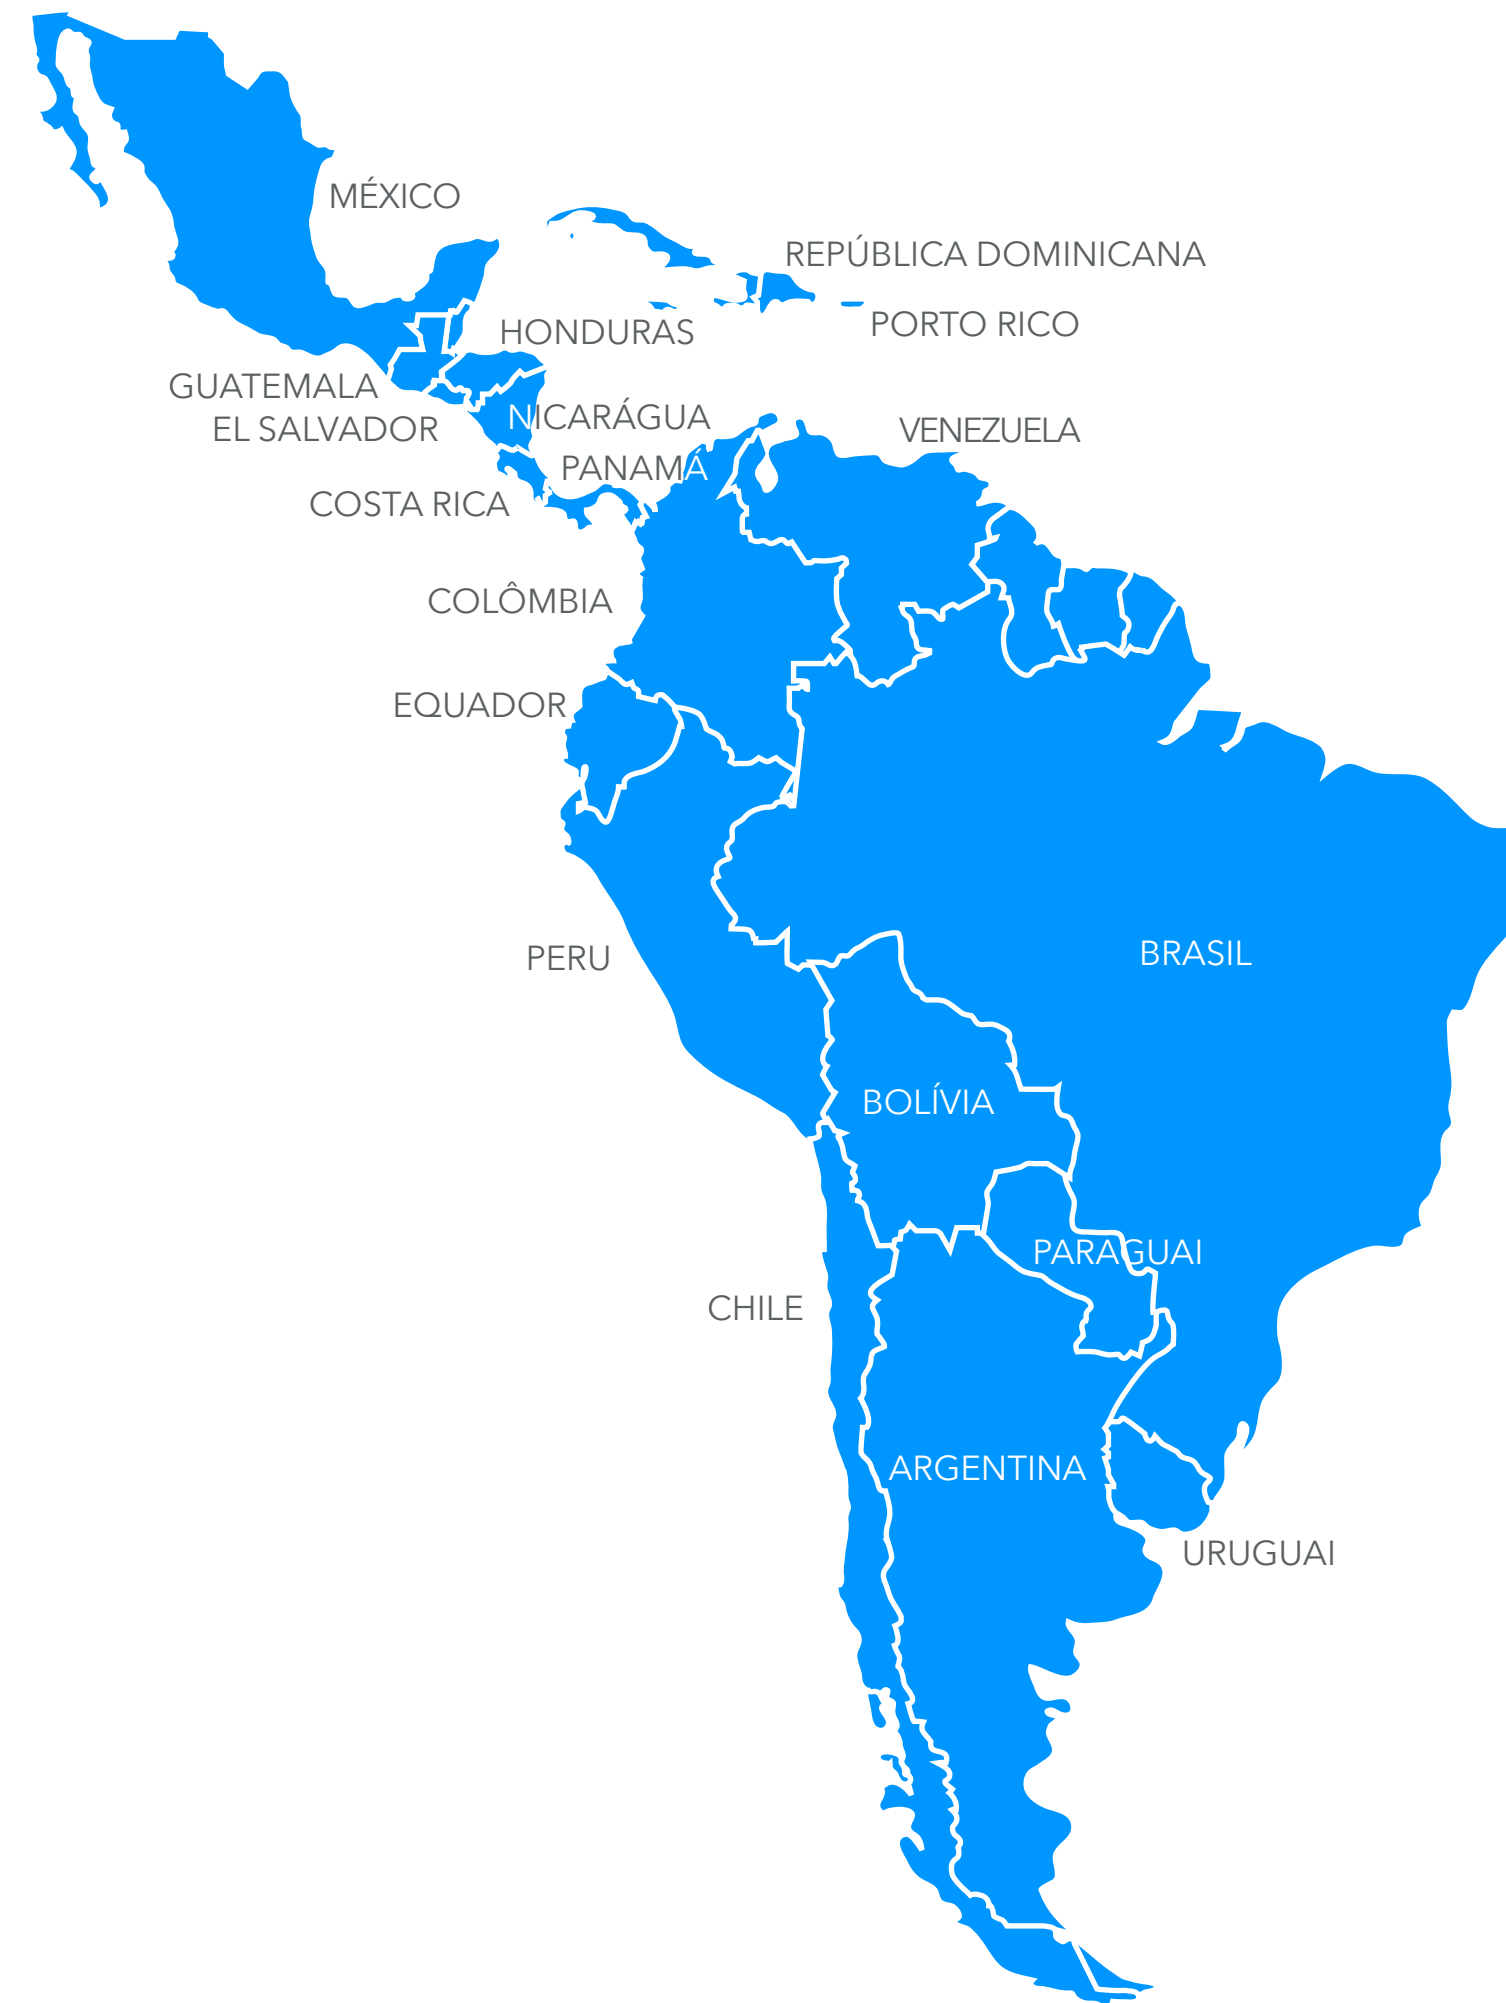 MÉXICO
REPÚBLICA DOMINICANA
PORTO RICO
HONDURAS
GUATEMALA
EL SALVADOR
NICARÁGUA
VENEZUELA
PANAMÁ
COSTA RICA
COLÔMBIA
EQUADOR
PERU
BRASIL
BOLÍVIA
PARAGUAI
CHILE
ARGENTINA
URUGUAI